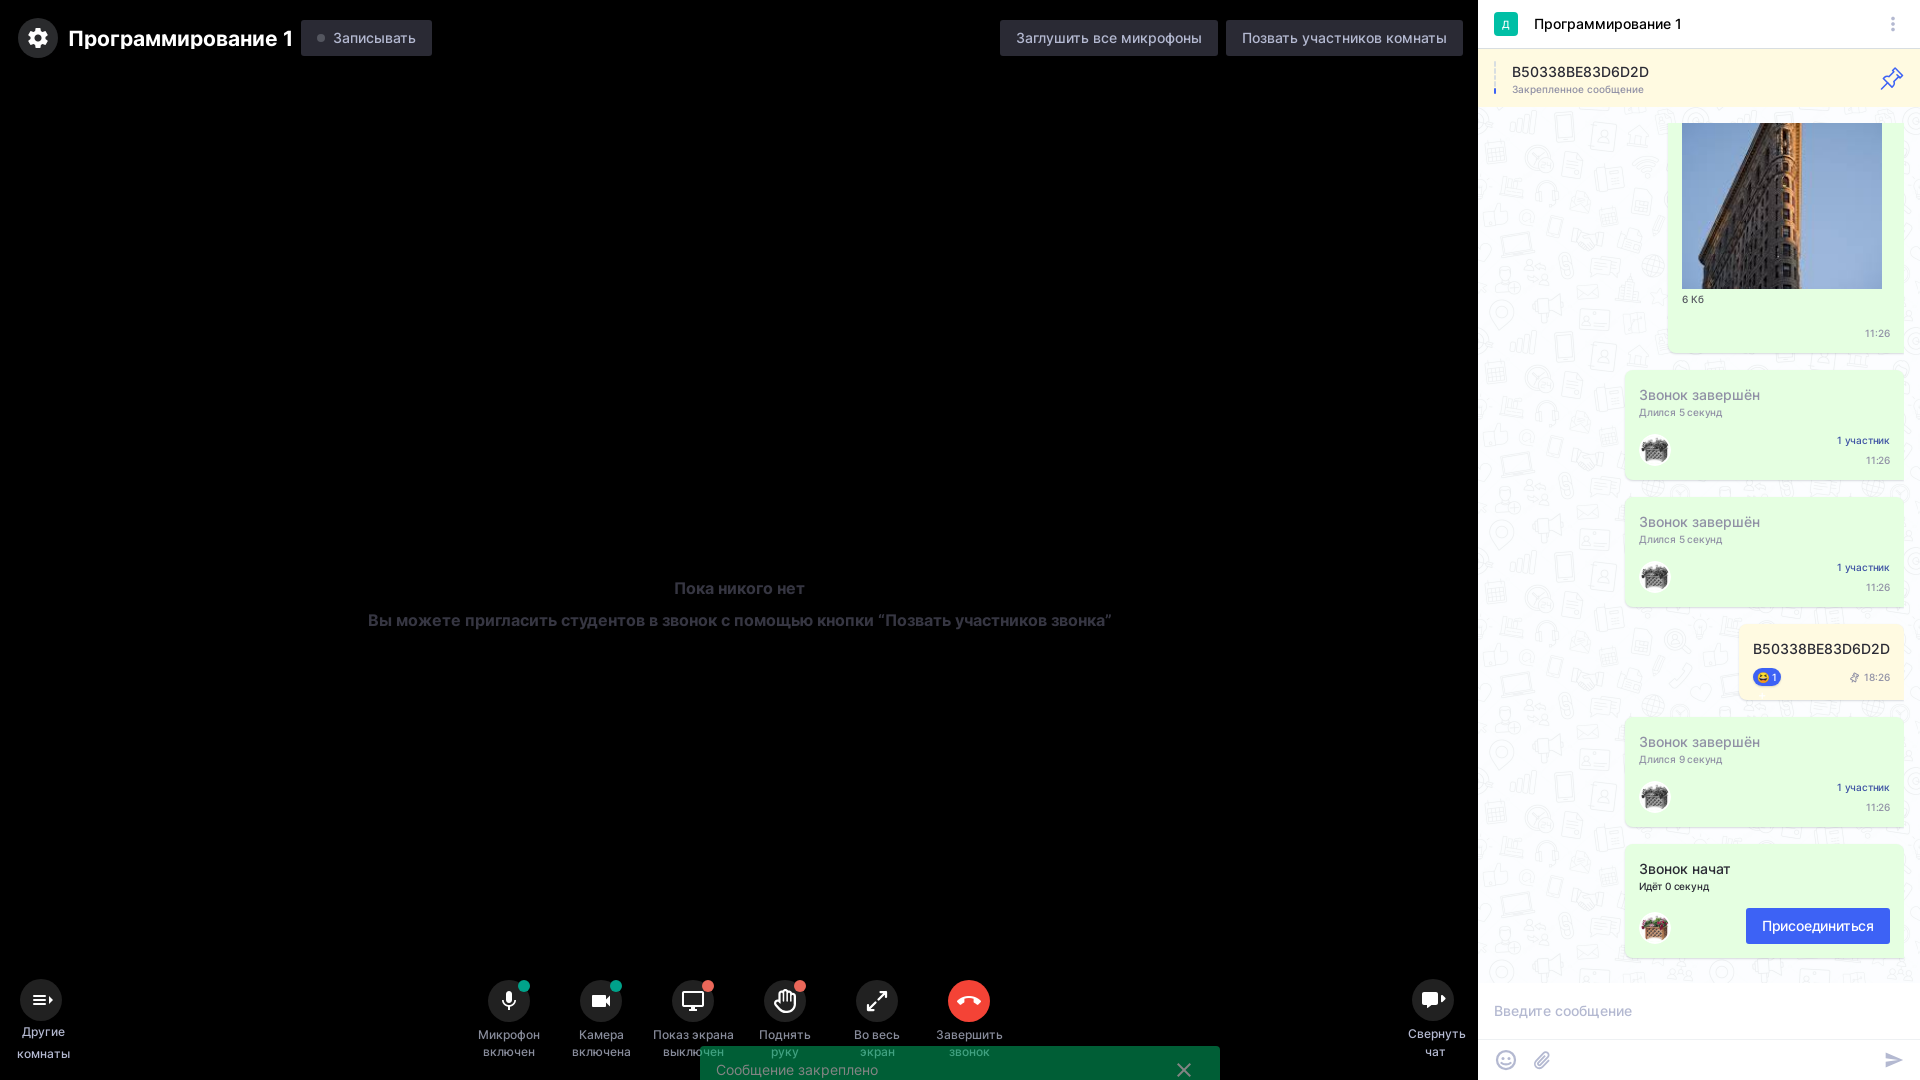 Программирование 1
Записывать
Заглушить все микрофоны
Позвать участников комнаты
Пока никого нет
Вы можете пригласить студентов в звонок с помощью кнопки “Позвать участников звонка”
Другие
комнаты
Микрофон
включен
Камера
включена
Показ экрана
выключен
Поднять
руку
Во весь
экран
Завершить
звонок
Свернуть
чат
Сообщение закреплено
Д
Программирование 1
B50338BE83D6D2D
Закрепленное сообщение
6 Кб
11:26
Звонок завершён
Длился 5 секунд
1 участник
11:26
Звонок завершён
Длился 5 секунд
1 участник
11:26
B50338BE83D6D2D
1
18:26
Звонок завершён
Длился 9 секунд
1 участник
11:26
Звонок начат
Идёт 0 секунд
Присоединиться
Введите сообщение